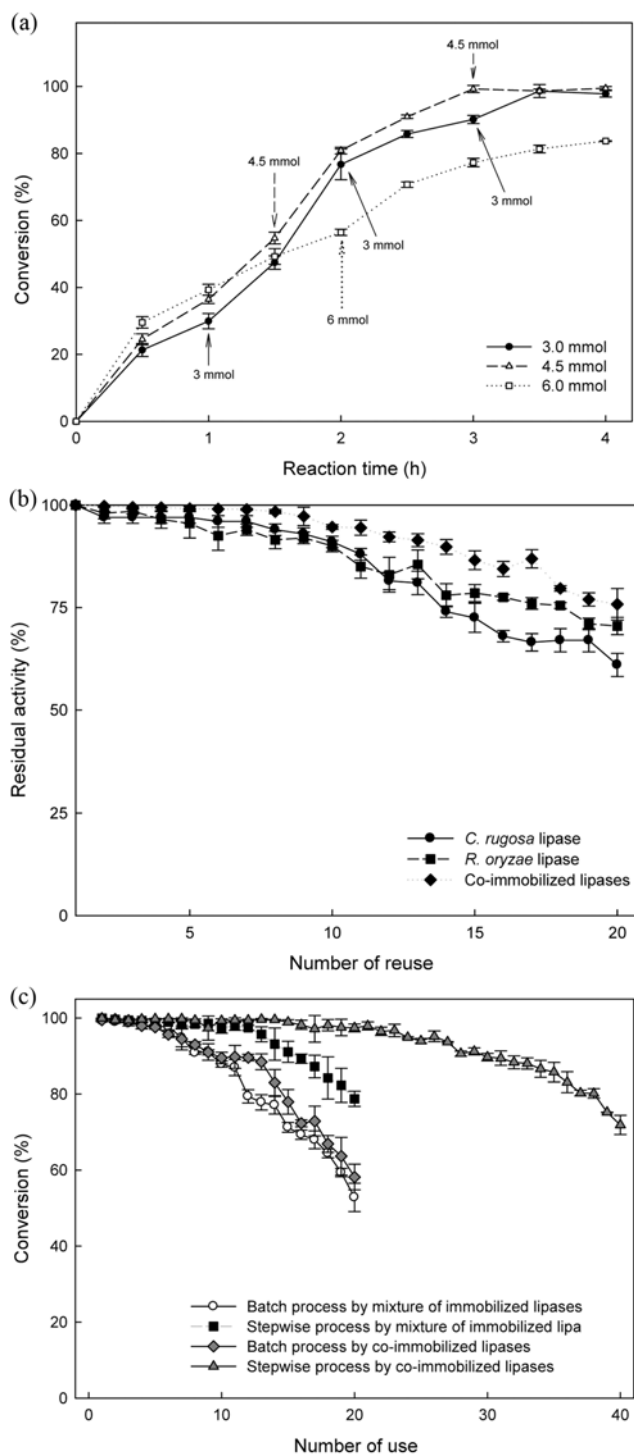 (a)
100
80
60
40
20
0
Conversion (%)
4.5 mmol
4.5 mmol
3 mmol
3 mmol
6 mmol
3 mmol
3.0 mmol
4.5 mmol
6.0 mmol
0 1 2 3 4
Reaction time (h)
(b)
100
75
50
25
0
Residual activity (%)
C. rugosa lipase
R. oryzae lipase
Co-immobilized lipases
5 10 15 20
Number of reuse
(c)
100
80
60
40
20
0
Conversion (%)
Batch process by mixture of immobilized lipases
Stepwise process by mixture of immobilized lipa
Batch process by co-immobilized lipases
Stepwise process by co-immobilized lipases
0 10 20 30 40
Number of use